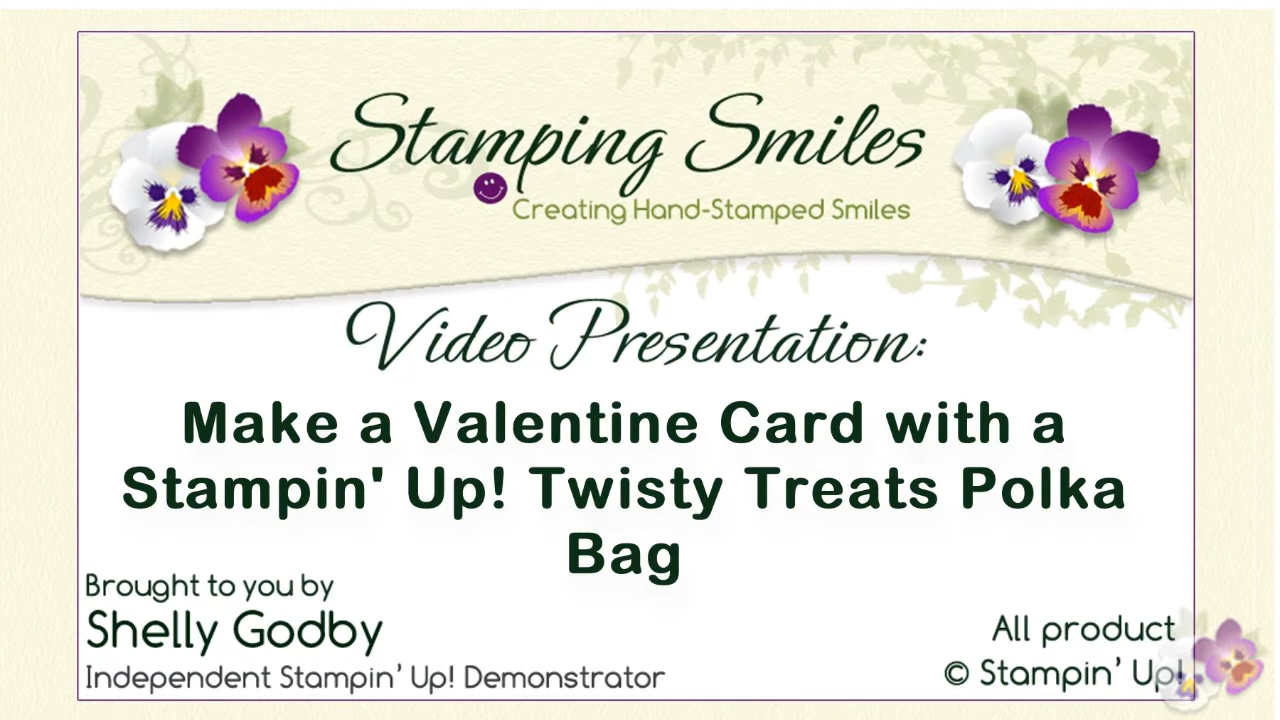 Stamping Smiles
Creating Hand-Stamped Smiles
Video Presentation:
Make a Valentine Card with a
Stampin' Up! Twisty Treats Polka
Bag
Brought to you by
Shelly Godby
Independent Stampin’ Up! Demonstrator
All product
© Stampin’ Up!